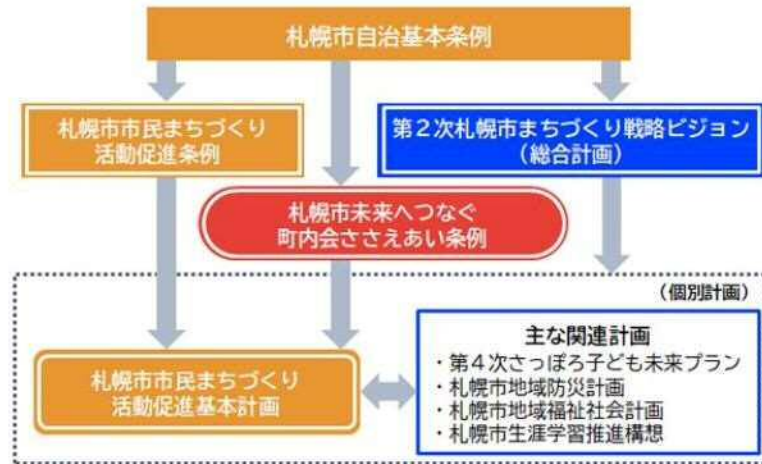 札幌市自治基本条例
札幌市市民まちづくり
活動促進条例
第2次札幌市まちづくり戦略ビジョン
(総合計画)
札幌市未来へつなぐ
町内会ささえあい条例
(個別計画)
札幌市市民まちづくり
活動促進基本計画
主な関連計画
・第4次さっぽろ子ども未来プラン
・札幌市地域防災計画
・札幌市地域福祉社会計画
・札幌市生涯学習推進構想